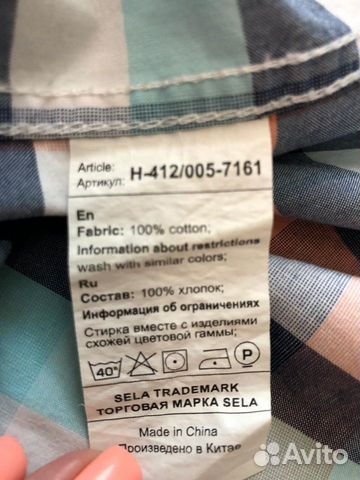 Article:
Артикул: H-412/005-7161
En
Fabric: 100% cotton;
Information about restrictions
wash with similar colors;
Ru
Состав: 100% хлопок;
Информация об ограничениях
Стирка вместе с изделиями
схожей цветовой гаммы;
40° P
SELA TRADEMARK
ТОРГОВАЯ МАРКА SELA
Made in China
Произведено в Китае
Avito